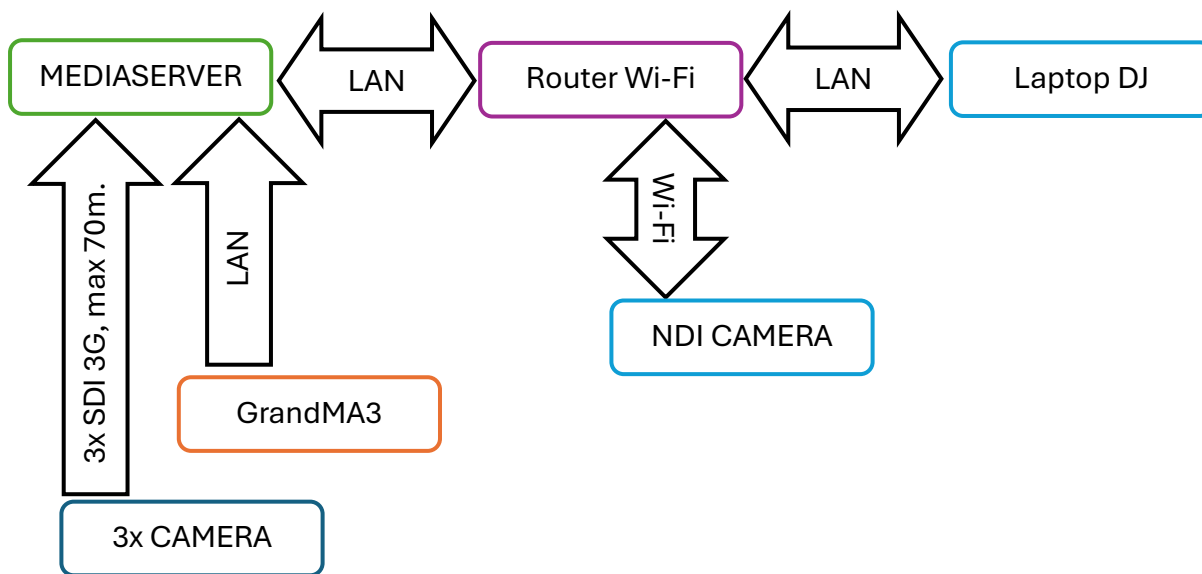 MEDIASERVER
LAN
Router Wi-Fi
LAN
Laptop DJ
3x SDI 3G, max 70m.
LAN
Wi-Fi
NDI CAMERA
GrandMA3
3x CAMERA